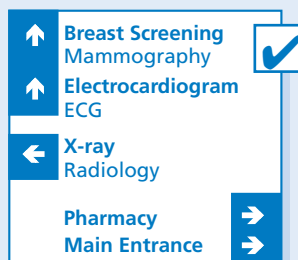 Breast Screening
Mammography
Electrocardiogram
ECG
X-ray
Radiology
Pharmacy
Main Entrance